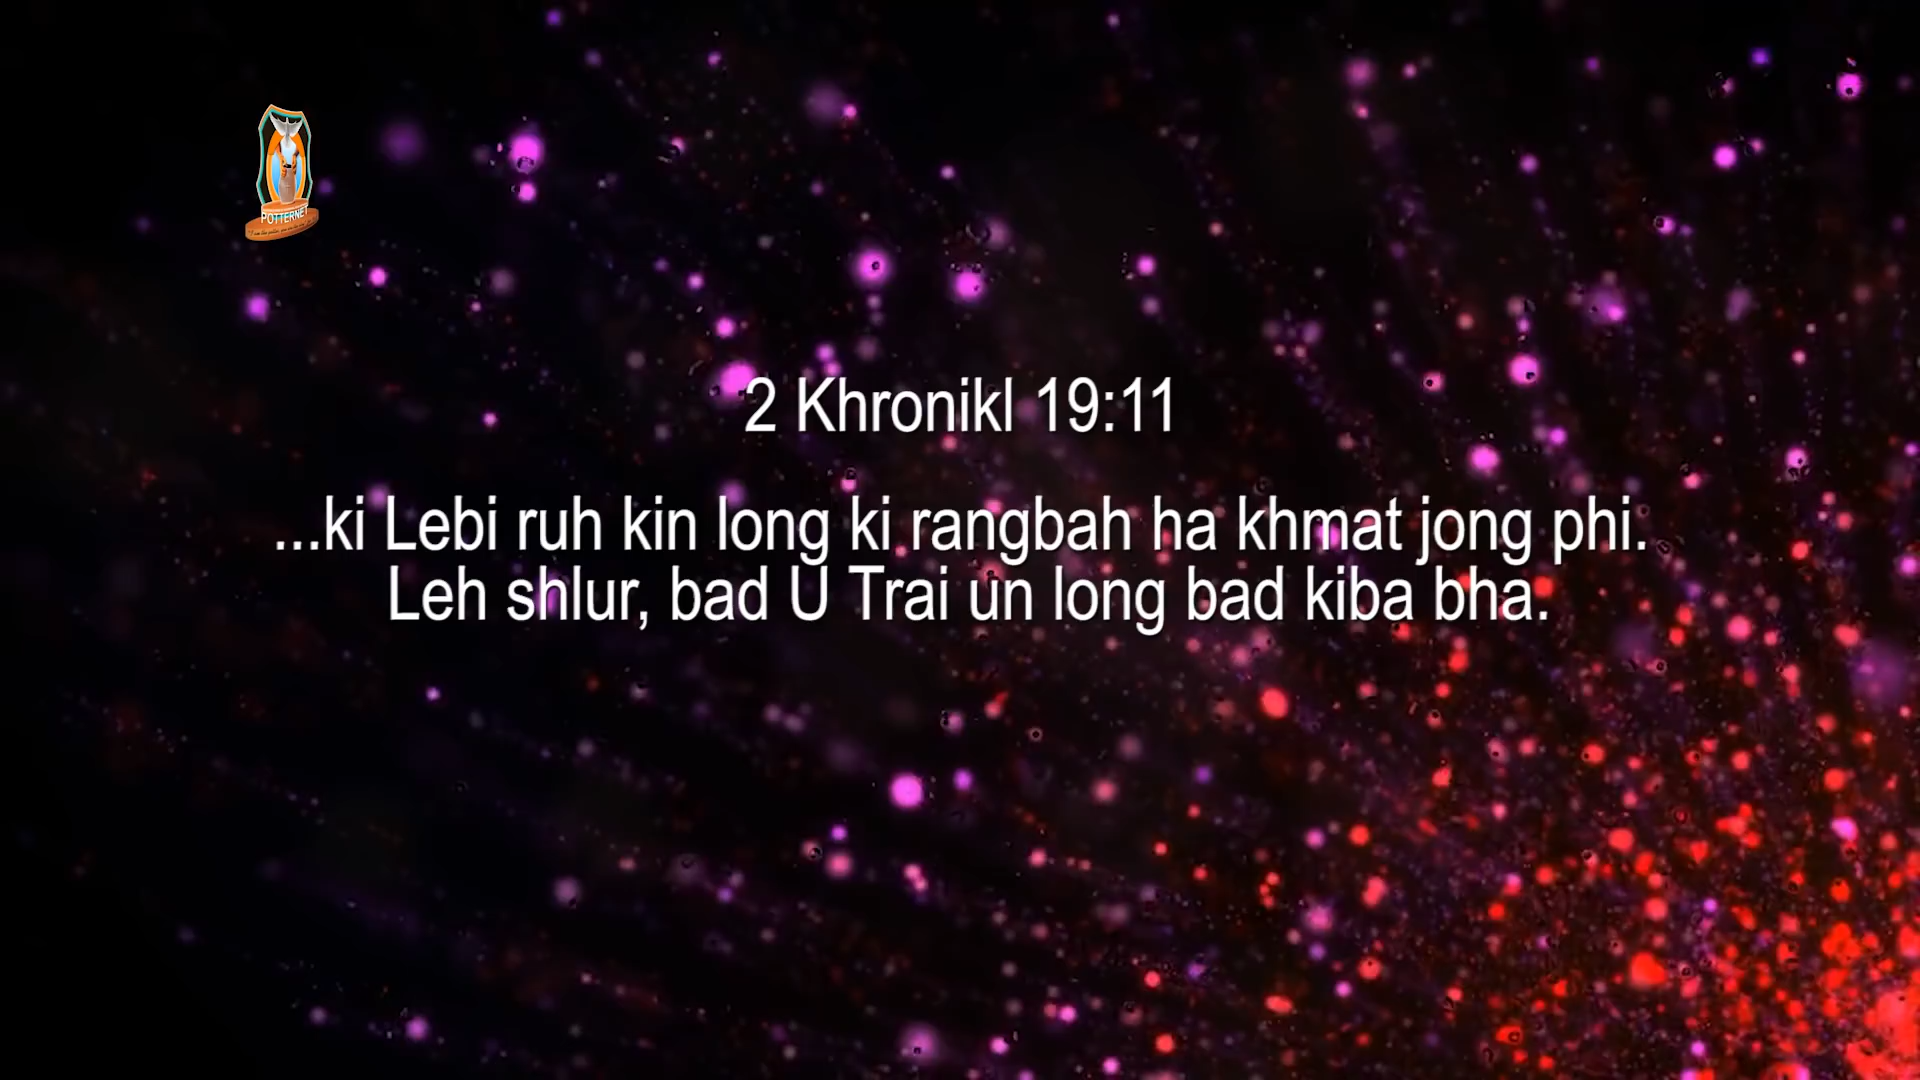 POTTERNET
2 Khronikl 19:11
...ki Lebi ruh kin long ki rangbah ha khmat jong phi.
Leh shlur, bad U Trai un long bad kiba bha.